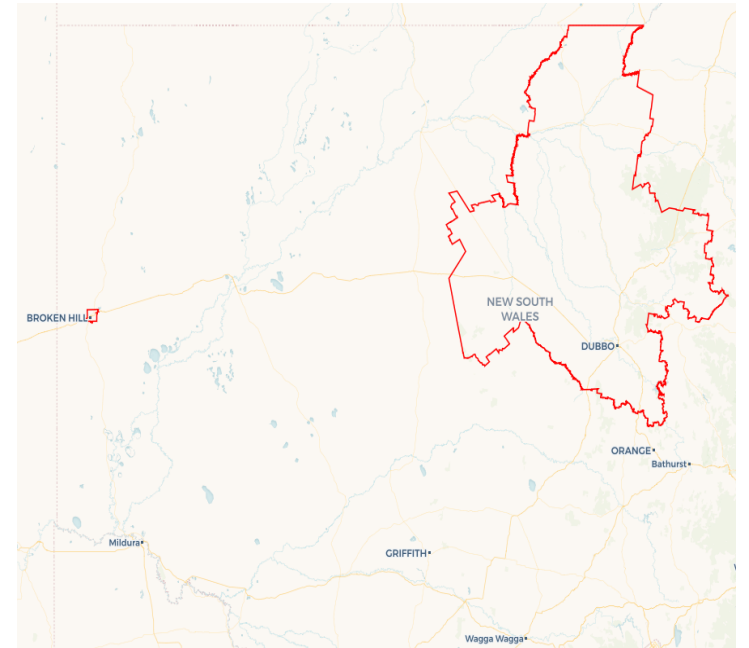 BROKEN HILL
NEW SOUTH
WALES
DUBBO
ORANGE
Bathurst
Mildura
GRIFFITH
Wagga Wagga